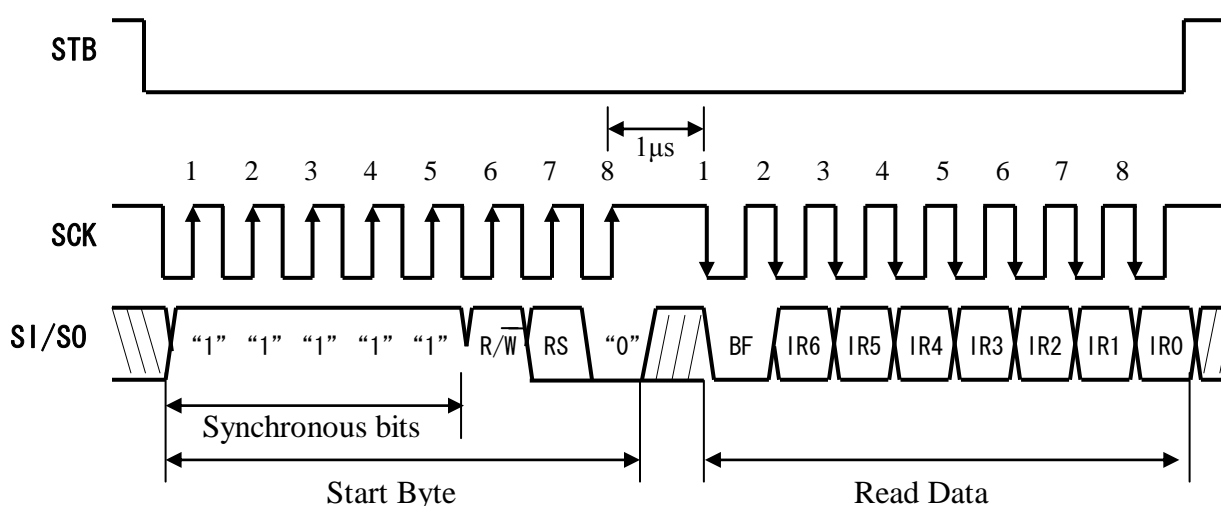 STB
1μs
1 2 3 4 5 6 7 8 1 2 3 4 5 6 7 8
SCK
SI/SO “1” “1” “1” “1” “1” R/W̅ RS “0” BF IR6 IR5 IR4 IR3 IR2 IR1 IR0
Synchronous bits
Start Byte Read Data